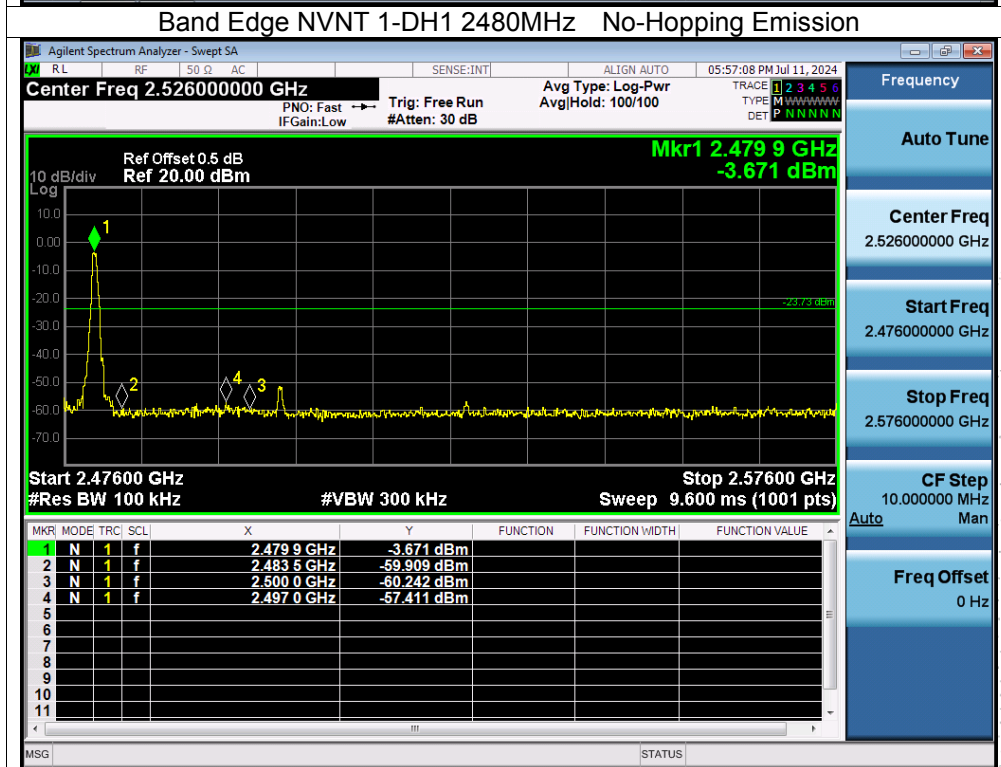 Band Edge NVNT 1-DH1 2480MHz No-Hopping Emission
Agilent Spectrum Analyzer - Swept SA
LXI RL RF 50 Ω AC SENSE:INT ALIGN AUTO 05:57:08 PM Jul 11, 2024
Center Freq 2.526000000 GHz
PNO: Fast
IFGain:Low
Trig: Free Run
#Atten: 30 dB
Avg Type: Log-Pwr
Avg|Hold: 100/100
TRACE 1 2 3 4 5 6
TYPE M WWWWW
DET P N N N N N
Ref Offset 0.5 dB
10 dB/div Ref 20.00 dBm
Log
Mkr1 2.479 9 GHz
-3.671 dBm
10.0
0.00
-10.0
-20.0
-30.0
-40.0
-50.0
-60.0
-70.0
1
2
4
3
-23.73 dBm
Start 2.47600 GHz Stop 2.57600 GHz
#Res BW 100 kHz #VBW 300 kHz Sweep 9.600 ms (1001 pts)
MKR MODE TRC SCL X Y FUNCTION FUNCTION WIDTH FUNCTION VALUE
1 N 1 f 2.479 9 GHz -3.671 dBm
2 N 1 f 2.483 5 GHz -59.909 dBm
3 N 1 f 2.500 0 GHz -60.242 dBm
4 N 1 f 2.497 0 GHz -57.411 dBm
5
6
7
8
9
10
11
MSG STATUS
Frequency
Auto Tune
Center Freq
2.526000000 GHz
Start Freq
2.476000000 GHz
Stop Freq
2.576000000 GHz
CF Step
10.000000 MHz
Auto Man
Freq Offset
0 Hz